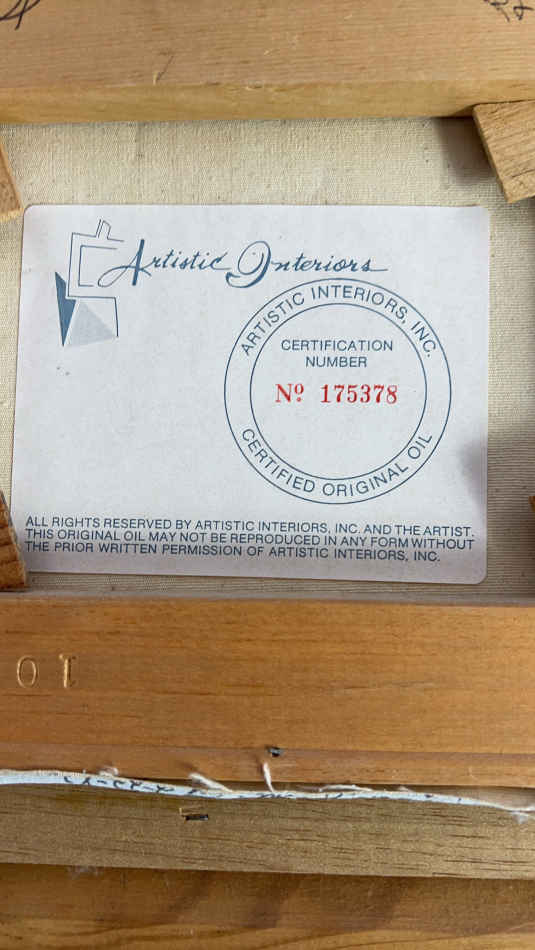 Artistic Interiors
ARTISTIC INTERIORS, INC.
CERTIFICATION
NUMBER
Nº 175378
CERTIFIED ORIGINAL OIL
ALL RIGHTS RESERVED BY ARTISTIC INTERIORS, INC. AND THE ARTIST.
THIS ORIGINAL OIL MAY NOT BE REPRODUCED IN ANY FORM WITHOUT
THE PRIOR WRITTEN PERMISSION OF ARTISTIC INTERIORS, INC.
10